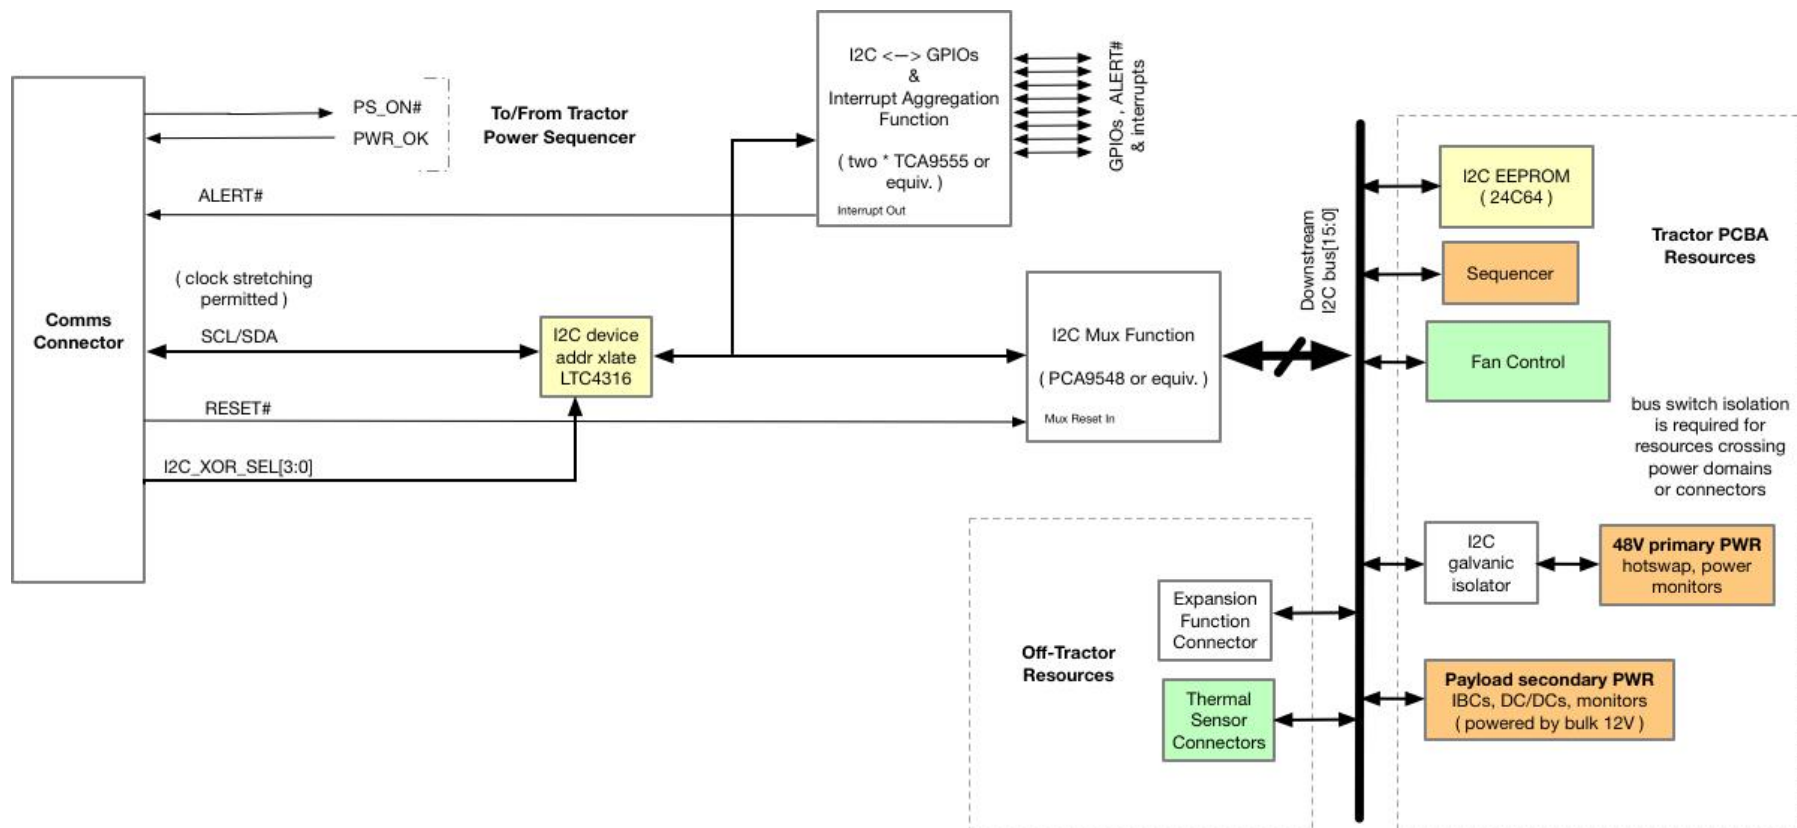 Comms
Connector
PS_ON#
PWR_OK
To/From Tractor
Power Sequencer
ALERT#
( clock stretching
permitted )
SCL/SDA
RESET#
I2C_XOR_SEL[3:0]
I2C device
addr xlate
LTC4316
I2C <—> GPIOs
&
Interrupt Aggregation
Function
( two * TCA9555 or
equiv. )
Interrupt Out
GPIOs , ALERT#
& interrupts
I2C Mux Function
( PCA9548 or equiv. )
Mux Reset In
Downstream
I2C bus[15:0]
I2C EEPROM
( 24C64 )
Sequencer
Fan Control
Tractor PCBA
Resources
bus switch isolation
is required for
resources crossing
power domains
or connectors
I2C
galvanic
isolator
48V primary PWR
hotswap, power
monitors
Payload secondary PWR
IBCs, DC/DCs, monitors
( powered by bulk 12V )
Off-Tractor
Resources
Expansion
Function
Connector
Thermal
Sensor
Connectors